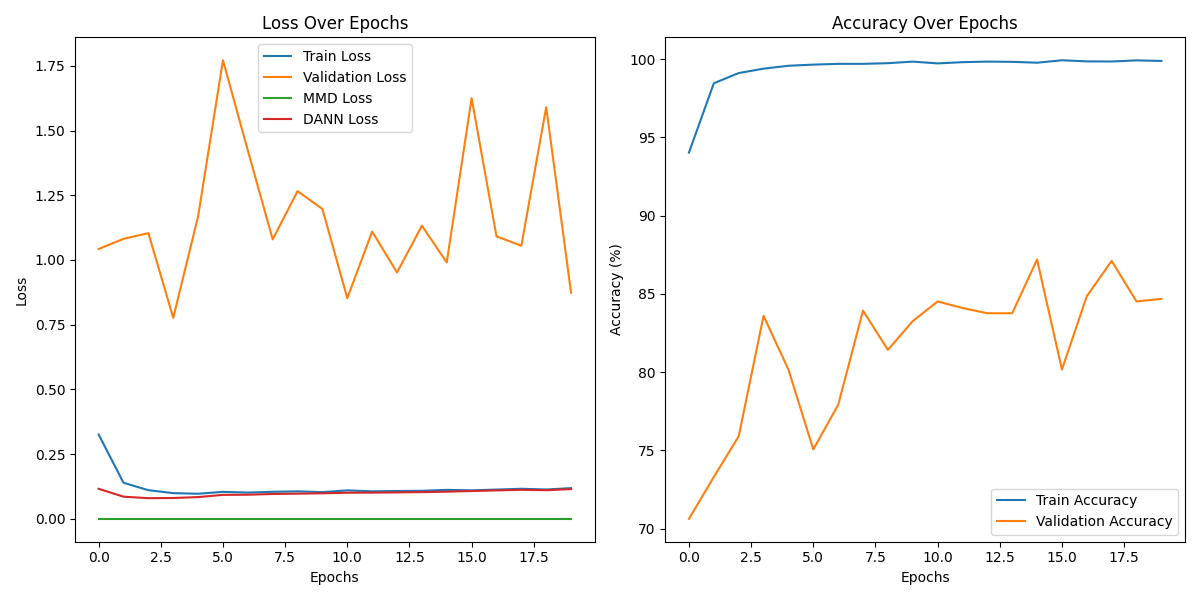 Loss Over Epochs
Train Loss
Validation Loss
MMD Loss
DANN Loss
1.75
1.50
1.25
1.00
0.75
0.50
0.25
0.00
Loss
0.0 2.5 5.0 7.5 10.0 12.5 15.0 17.5
Epochs
Accuracy Over Epochs
100
95
90
85
80
75
70
Accuracy (%)
Train Accuracy
Validation Accuracy
0.0 2.5 5.0 7.5 10.0 12.5 15.0 17.5
Epochs